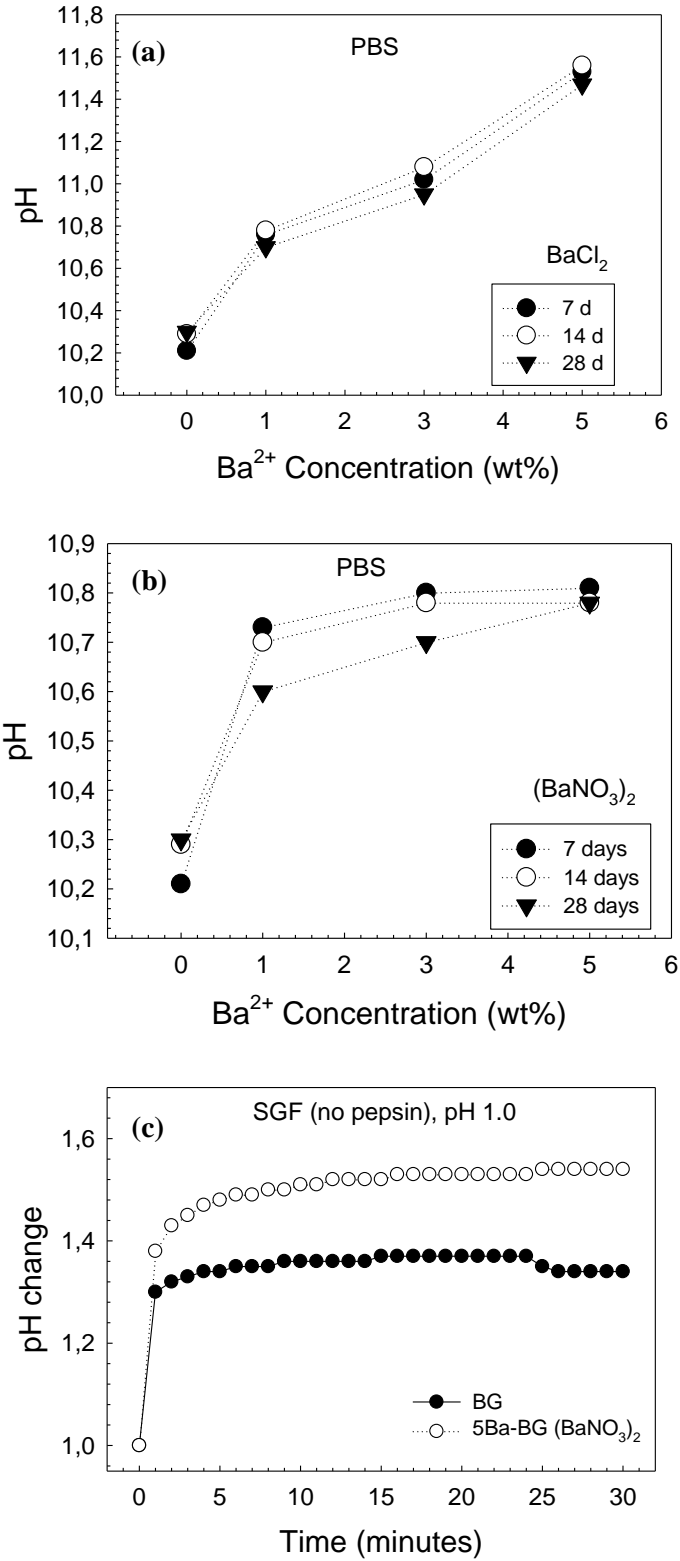 (a)
PBS
11,8
11,6
11,4
11,2
11,0
10,8
10,6
10,4
10,2
10,0
pH
BaCl2
7 d
14 d
28 d
0 1 2 3 4 5 6
Ba2+ Concentration (wt%)
(b)
PBS
10,9
10,8
10,7
10,6
10,5
10,4
10,3
10,2
10,1
pH
(BaNO3)2
7 days
14 days
28 days
0 1 2 3 4 5 6
Ba2+ Concentration (wt%)
(c)
SGF (no pepsin), pH 1.0
1,6
1,4
1,2
1,0
pH change
BG
5Ba-BG (BaNO3)2
0 5 10 15 20 25 30
Time (minutes)